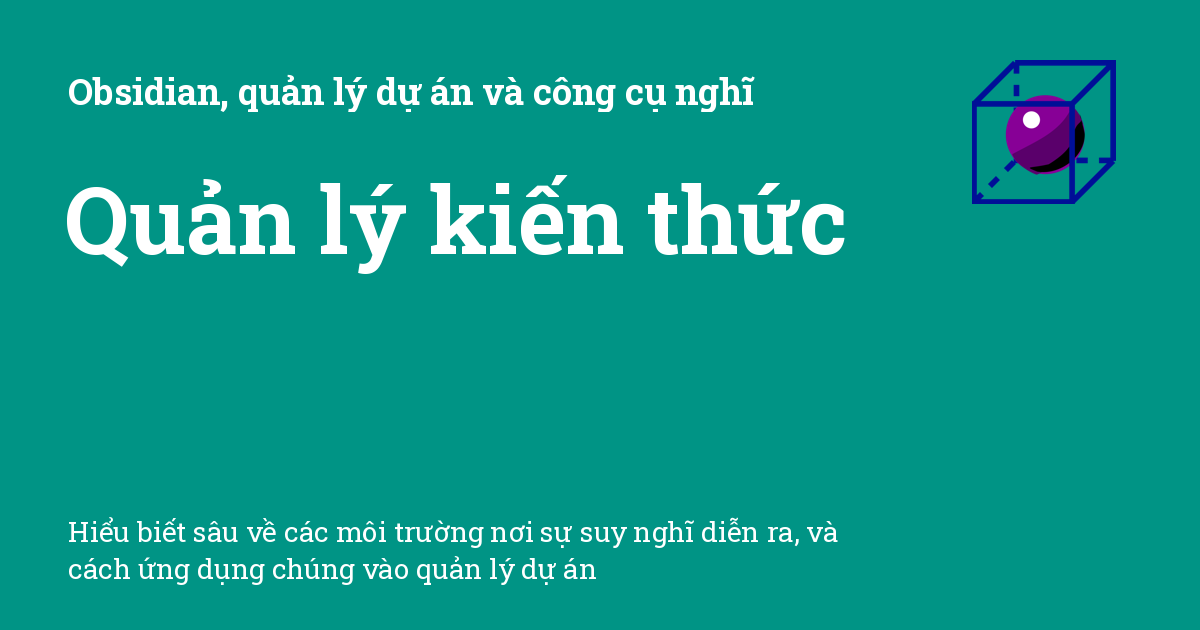 Obsidian, quản lý dự án và công cụ nghĩ
Quản lý kiến thức
Hiểu biết sâu về các môi trường nơi sự suy nghĩ diễn ra, và
cách ứng dụng chúng vào quản lý dự án